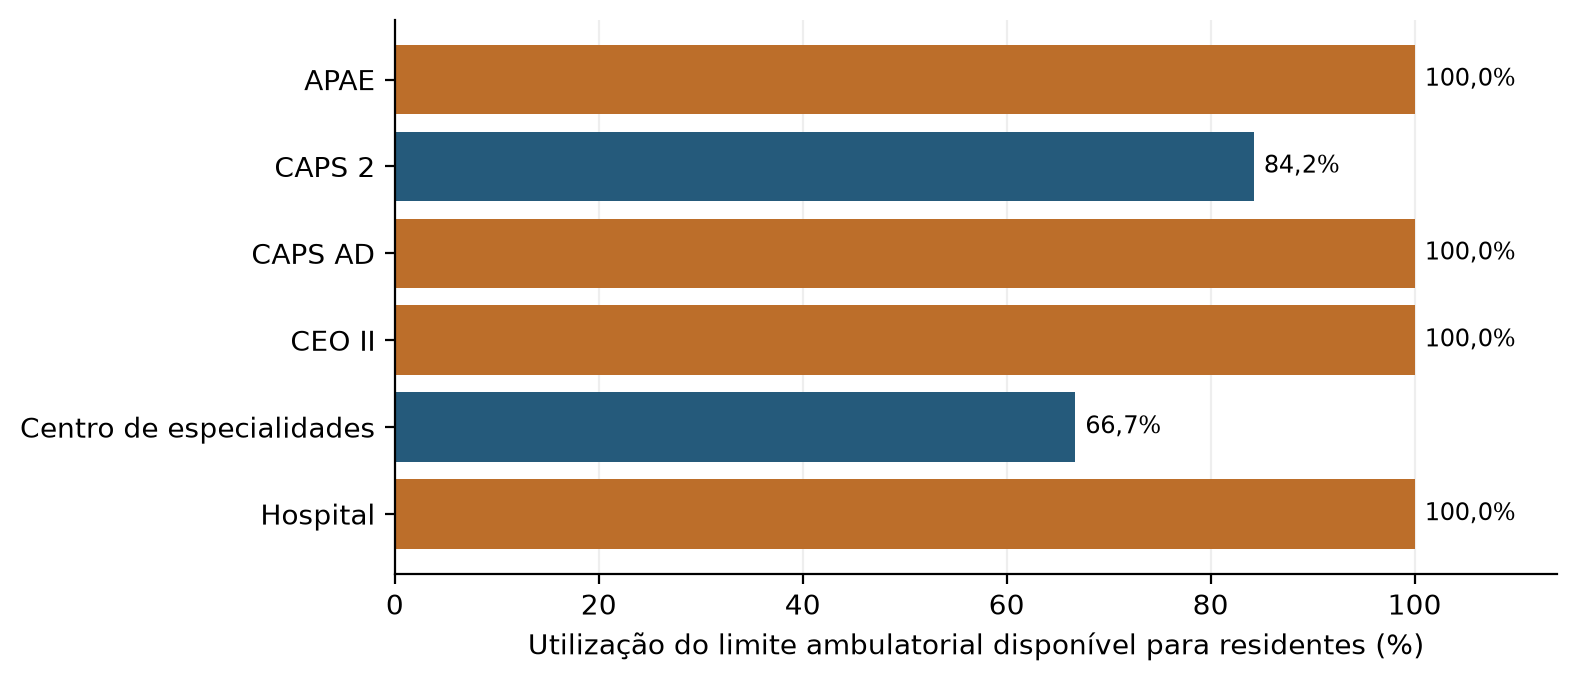 APAE 100,0%
CAPS 2 84,2%
CAPS AD 100,0%
CEO II 100,0%
Centro de especialidades 66,7%
Hospital 100,0%
0 20 40 60 80 100
Utilização do limite ambulatorial disponível para residentes (%)